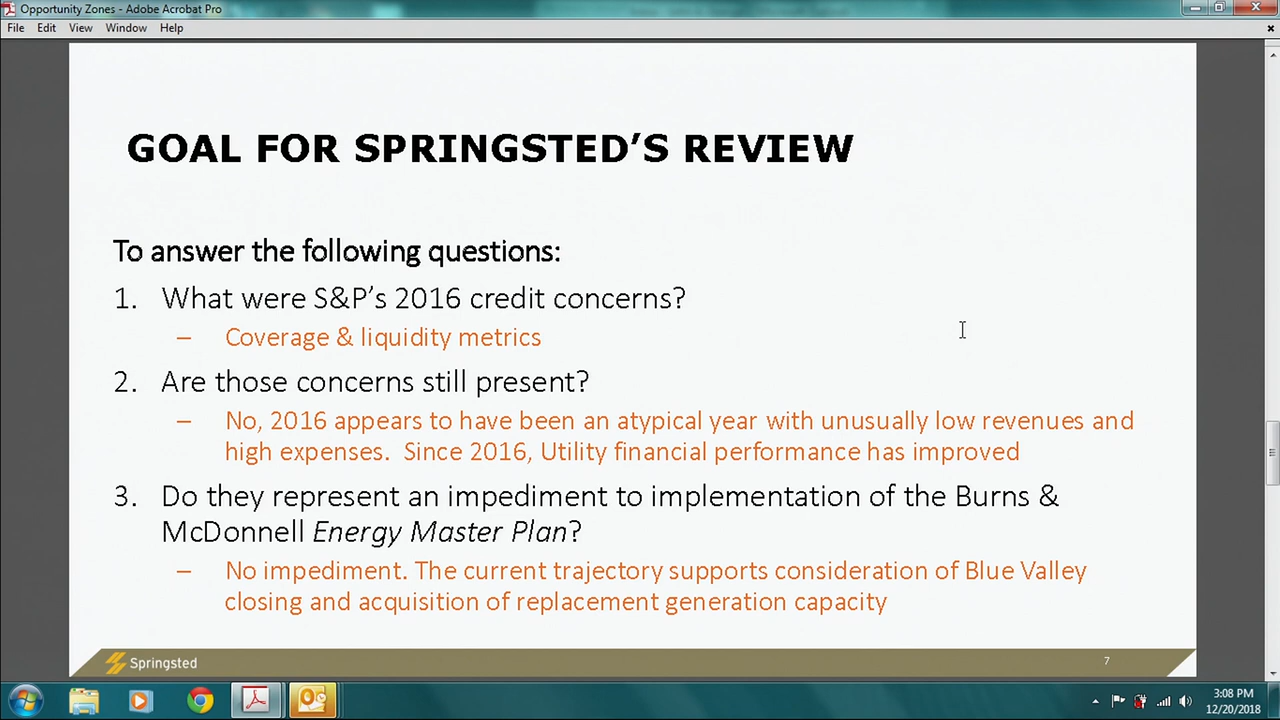 Opportunity Zones - Adobe Acrobat Pro
File Edit View Window Help
GOAL FOR SPRINGSTED’S REVIEW
To answer the following questions:
1. What were S&P’s 2016 credit concerns?
– Coverage & liquidity metrics
2. Are those concerns still present?
– No, 2016 appears to have been an atypical year with unusually low revenues and
high expenses. Since 2016, Utility financial performance has improved
3. Do they represent an impediment to implementation of the Burns &
McDonnell Energy Master Plan?
– No impediment. The current trajectory supports consideration of Blue Valley
closing and acquisition of replacement generation capacity
Springsted
7
3:08 PM
12/20/2018